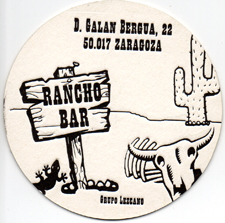 D. GALAN BERGUA, 22
50.017 ZARAGOZA
RANCHO
BAR
GRUPO LEZCANO